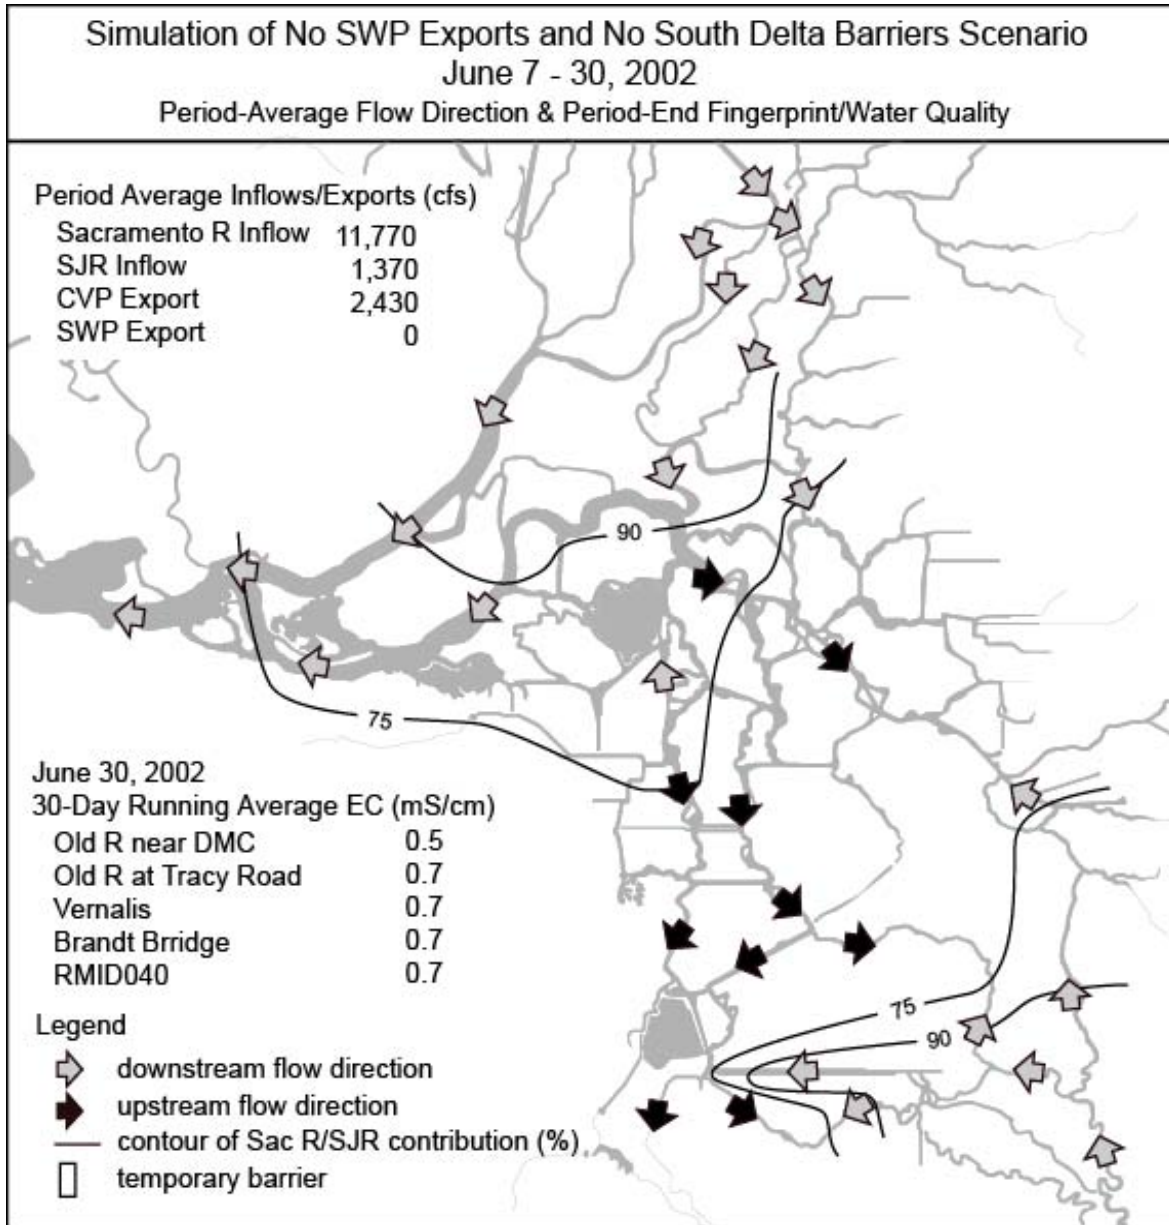 Simulation of No SWP Exports and No South Delta Barriers Scenario
June 7 - 30, 2002
Period-Average Flow Direction & Period-End Fingerprint/Water Quality
Period Average Inflows/Exports (cfs)
Sacramento R Inflow 11,770
SJR Inflow 1,370
CVP Export 2,430
SWP Export 0
90
75
June 30, 2002
30-Day Running Average EC (mS/cm)
Old R near DMC 0.5
Old R at Tracy Road 0.7
Vernalis 0.7
Brandt Brridge 0.7
RMID040 0.7
75
90
Legend
downstream flow direction
upstream flow direction
contour of Sac R/SJR contribution (%)
temporary barrier